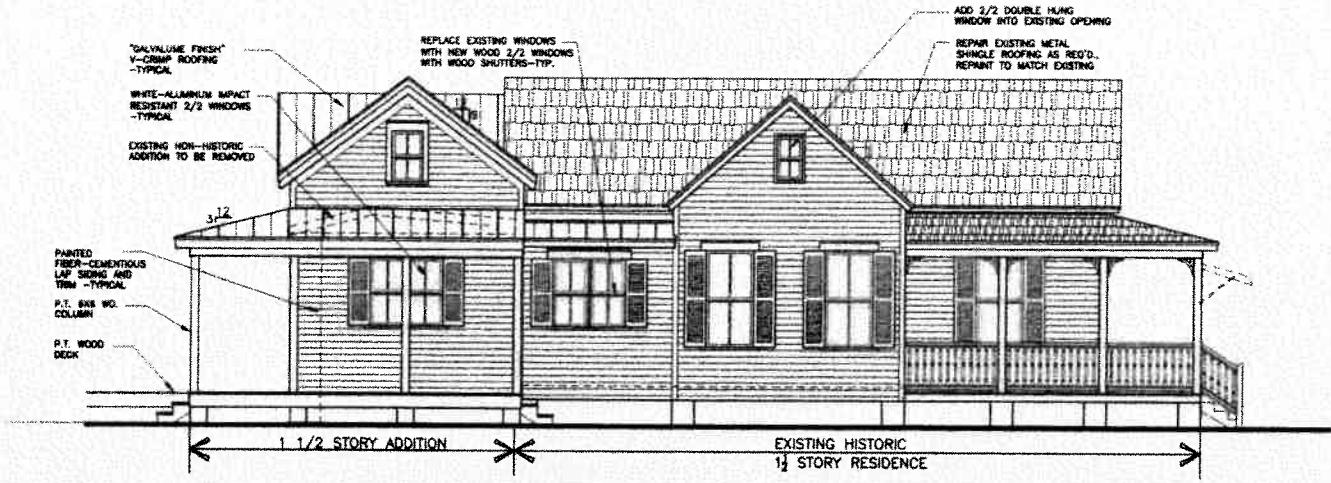 ADD 2/2 DOUBLE HUNG
WINDOW INTO EXISTING OPENING
REPAIR EXISTING METAL
SHINGLE ROOFING AS REQ'D.,
REPAINT TO MATCH EXISTING
REPLACE EXISTING WINDOWS
WITH NEW WOOD 2/2 WINDOWS
WITH WOOD SHUTTERS-TYP.
"GALVALUME FINISH"
V-CRIMP ROOFING
-TYPICAL
WHITE-ALUMINUM IMPACT
RESISTANT 2/2 WINDOWS
-TYPICAL
EXISTING NON-HISTORIC
ADDITION TO BE REMOVED
12
3
PAINTED
FIBER-CEMENTIOUS
LAP SIDING AND
TRIM -TYPICAL
P.T. 6X6 WD.
COLUMN
P.T. WOOD
DECK
1 1/2 STORY ADDITION
EXISTING HISTORIC
1½ STORY RESIDENCE